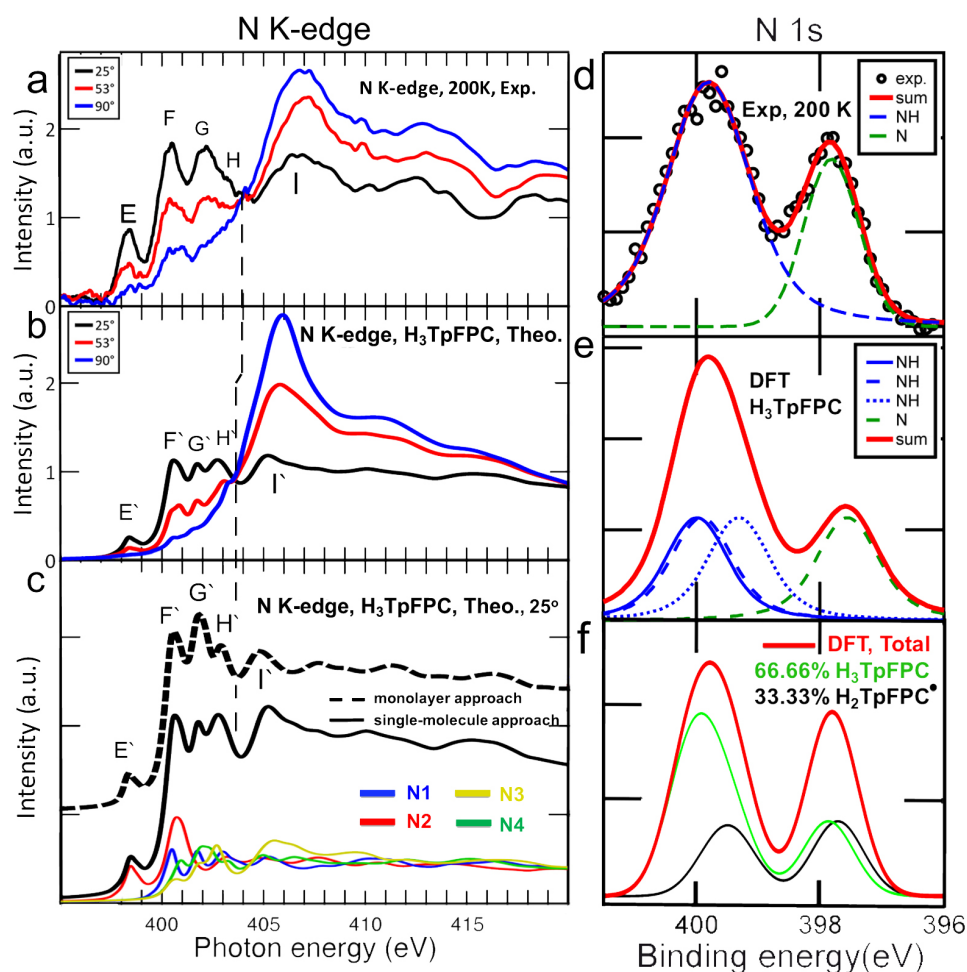 N K-edge
N 1s
a
25°
53°
90°
N K-edge, 200K, Exp.
E
F
G
H
I
Intensity (a.u.)
2
1
0
b
25°
53°
90°
N K-edge, H₃TpFPC, Theo.
E`
F`
G`
H`
I`
Intensity (a.u.)
2
1
0
c
N K-edge, H₃TpFPC, Theo., 25°
E`
F`
G`
H`
I`
monolayer approach
single-molecule approach
N1
N2
N3
N4
Intensity (a.u.)
400
405
410
415
Photon energy (eV)
d
Exp, 200 K
exp.
sum
NH
N
e
DFT
H₃TpFPC
NH
NH
NH
N
sum
f
DFT, Total
66.66% H₃TpFPC
33.33% H₂TpFPC•
400
398
396
Binding energy(eV)